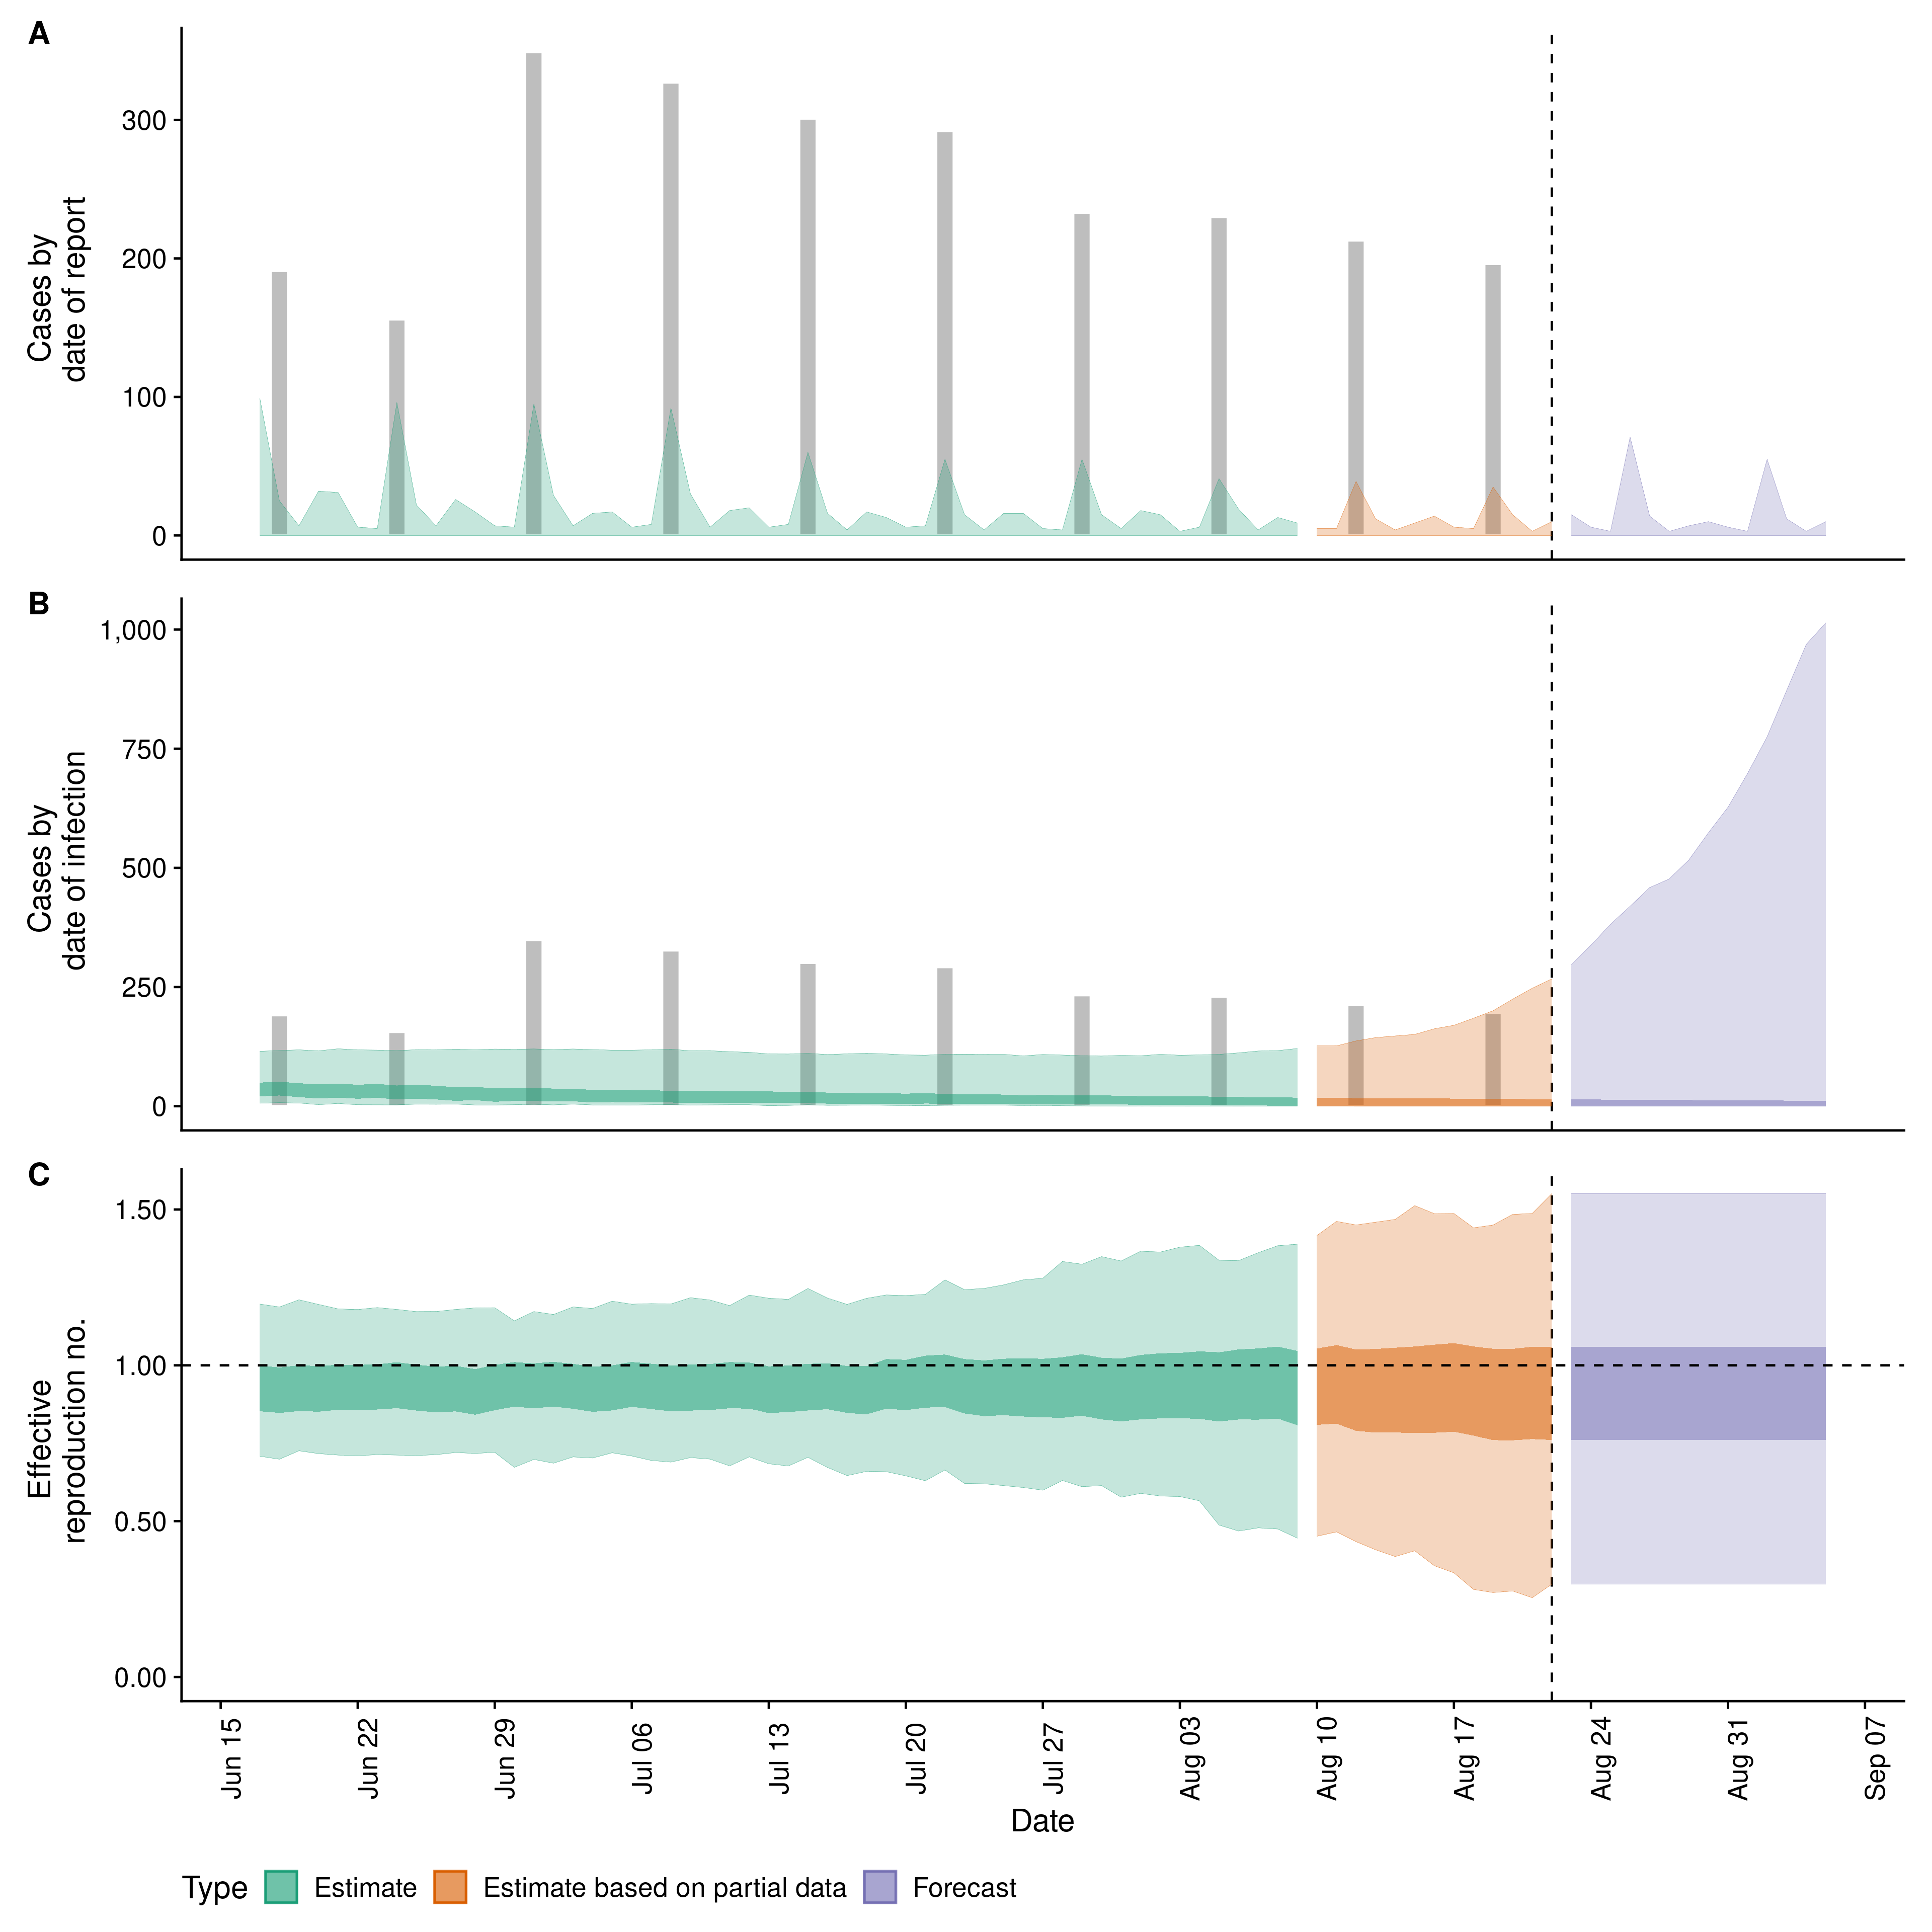 A
Cases by
date of report
300
200
100
0
B
Cases by
date of infection
1,000
750
500
250
0
C
Effective
reproduction no.
1.50
1.00
0.50
0.00
Jun 15
Jun 22
Jun 29
Jul 06
Jul 13
Jul 20
Jul 27
Aug 03
Aug 10
Aug 17
Aug 24
Aug 31
Sep 07
Date
Type
Estimate
Estimate based on partial data
Forecast